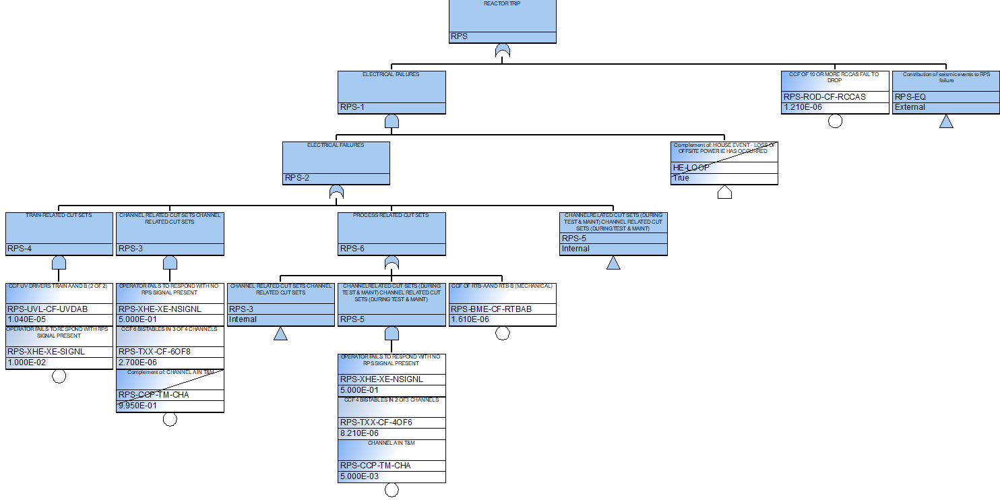 REACTOR TRIP
RPS
ELECTRICAL FAILURES
RPS-1
CCF OF 10 OR MORE RCCAS FAIL TO
DROP
RPS-ROD-CF-RCCAS
1.210E-06
Contribution of seismic events to RPS
failure
RPS-EQ
External
ELECTRICAL FAILURES
RPS-2
Complement of: HOUSE EVENT - LOSS OF
OFFSITE POWER IE HAS OCCURRED
HE-LOOP
True
TRAIN-RELATED CUT SETS
RPS-4
CHANNEL RELATED CUT SETS CHANNEL
RELATED CUT SETS
RPS-3
PROCESS RELATED CUT SETS
RPS-6
CHANNELRELATED CUT SETS (DURING
TEST & MAINT) CHANNEL RELATED CUT
SETS (DURING TEST & MAINT)
RPS-5
Internal
CCF UV DRIVERS TRAIN A AND B (2 OF 2)
RPS-UVL-CF-UVDAB
1.040E-05
OPERATOR FAILS TO RESPOND WITH RPS
SIGNAL PRESENT
RPS-XHE-XE-SIGNL
1.000E-02
OPERATOR FAILS TO RESPOND WITH NO
RPS SIGNAL PRESENT
RPS-XHE-XE-NSIGNL
5.000E-01
CCF 6 BISTABLES IN 3 OF 4 CHANNELS
RPS-TXX-CF-6OF8
2.700E-06
Complement of: CHANNEL A IN T&M
RPS-CCP-TM-CHA
9.950E-01
CHANNEL RELATED CUT SETS CHANNEL
RELATED CUT SETS
RPS-3
Internal
CHANNELRELATED CUT SETS (DURING
TEST & MAINT) CHANNEL RELATED CUT
SETS (DURING TEST & MAINT)
RPS-5
CCF OF RTB-A AND RTB-B (MECHANICAL)
RPS-BME-CF-RTBAB
1.610E-06
OPERATOR FAILS TO RESPOND WITH NO
RPS SIGNAL PRESENT
RPS-XHE-XE-NSIGNL
5.000E-01
CCF 4 BISTABLES IN 2 OF 3 CHANNELS
RPS-TXX-CF-4OF6
8.210E-06
CHANNEL A IN T&M
RPS-CCP-TM-CHA
5.000E-03